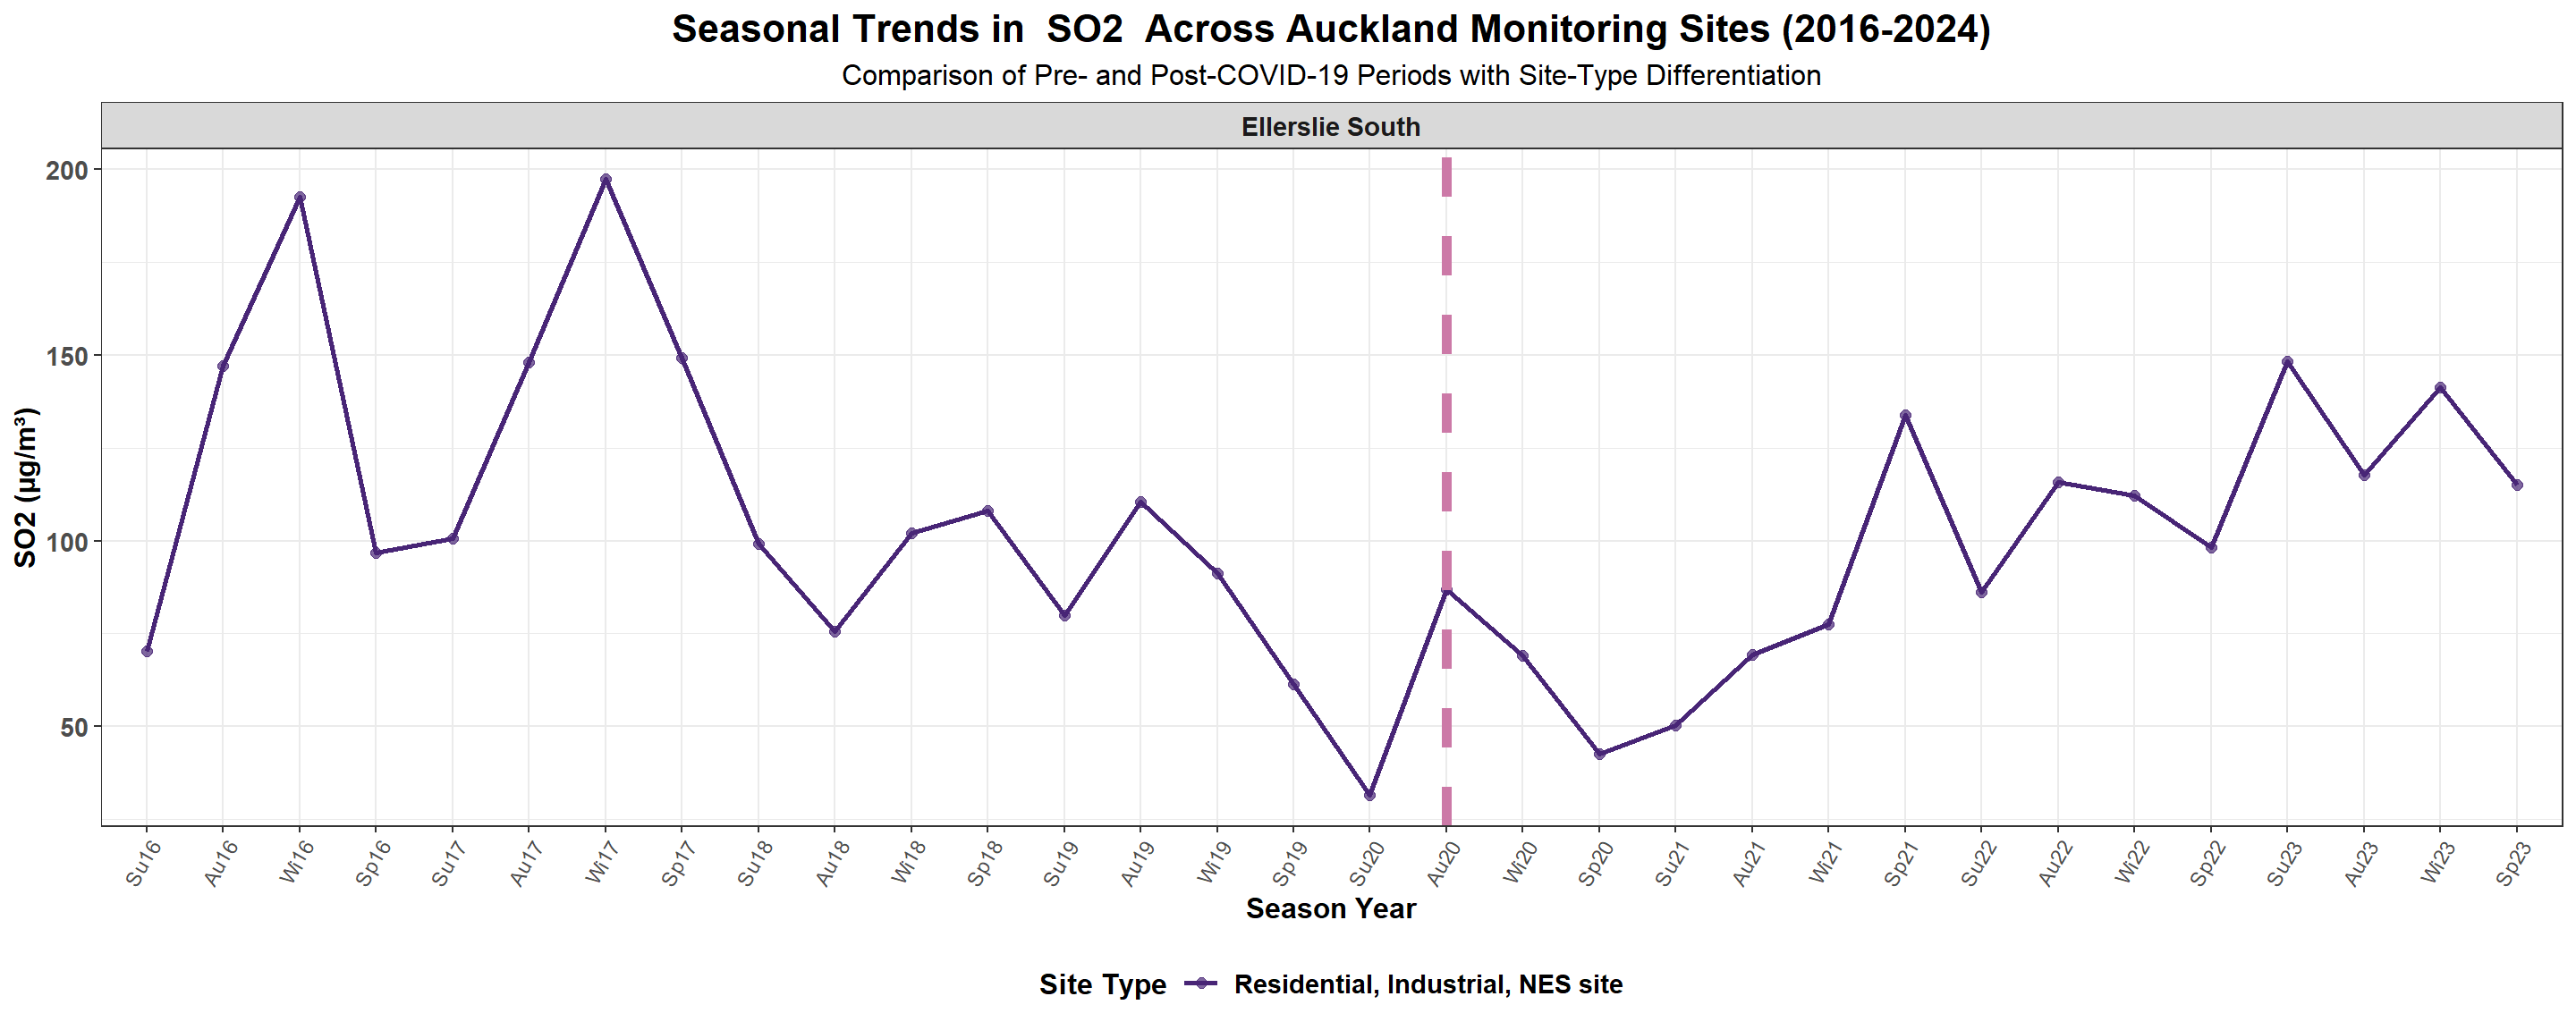 Seasonal Trends in  SO2  Across Auckland Monitoring Sites (2016-2024)
Comparison of Pre- and Post-COVID-19 Periods with Site-Type Differentiation
Ellerslie South
200
150
100
50
SO2 (µg/m³)
Su16 Au16 Wi16 Sp16 Su17 Au17 Wi17 Sp17 Su18 Au18 Wi18 Sp18 Su19 Au19 Wi19 Sp19 Su20 Au20 Wi20 Sp20 Su21 Au21 Wi21 Sp21 Su22 Au22 Wi22 Sp22 Su23 Au23 Wi23 Sp23
Season Year
Site Type Residential, Industrial, NES site